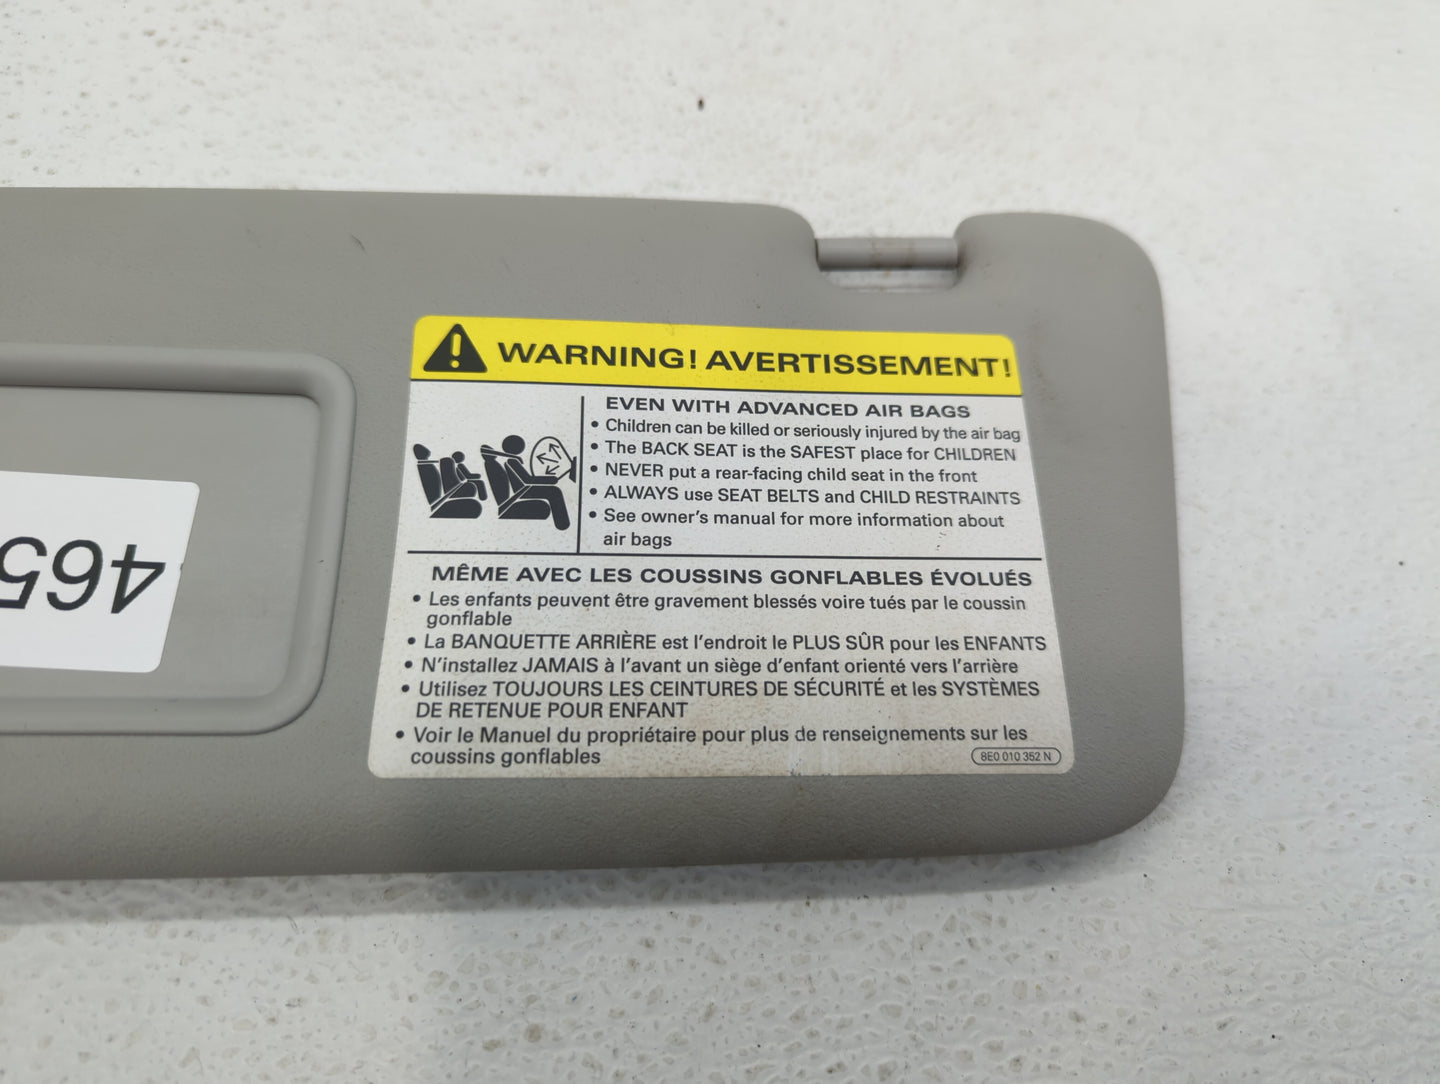 WARNING! AVERTISSEMENT!
EVEN WITH ADVANCED AIR BAGS
• Children can be killed or seriously injured by the air bag
• The BACK SEAT is the SAFEST place for CHILDREN
• NEVER put a rear-facing child seat in the front
• ALWAYS use SEAT BELTS and CHILD RESTRAINTS
• See owner's manual for more information about
air bags
MÊME AVEC LES COUSSINS GONFLABLES ÉVOLUÉS
• Les enfants peuvent être gravement blessés voire tués par le coussin
gonflable
• La BANQUETTE ARRIÈRE est l'endroit le PLUS SÛR pour les ENFANTS
• N'installez JAMAIS à l'avant un siège d'enfant orienté vers l'arrière
• Utilisez TOUJOURS LES CEINTURES DE SÉCURITÉ et les SYSTÈMES
DE RETENUE POUR ENFANT
• Voir le Manuel du propriétaire pour plus de renseignements sur les
coussins gonflables
8E0 010 352 N
465